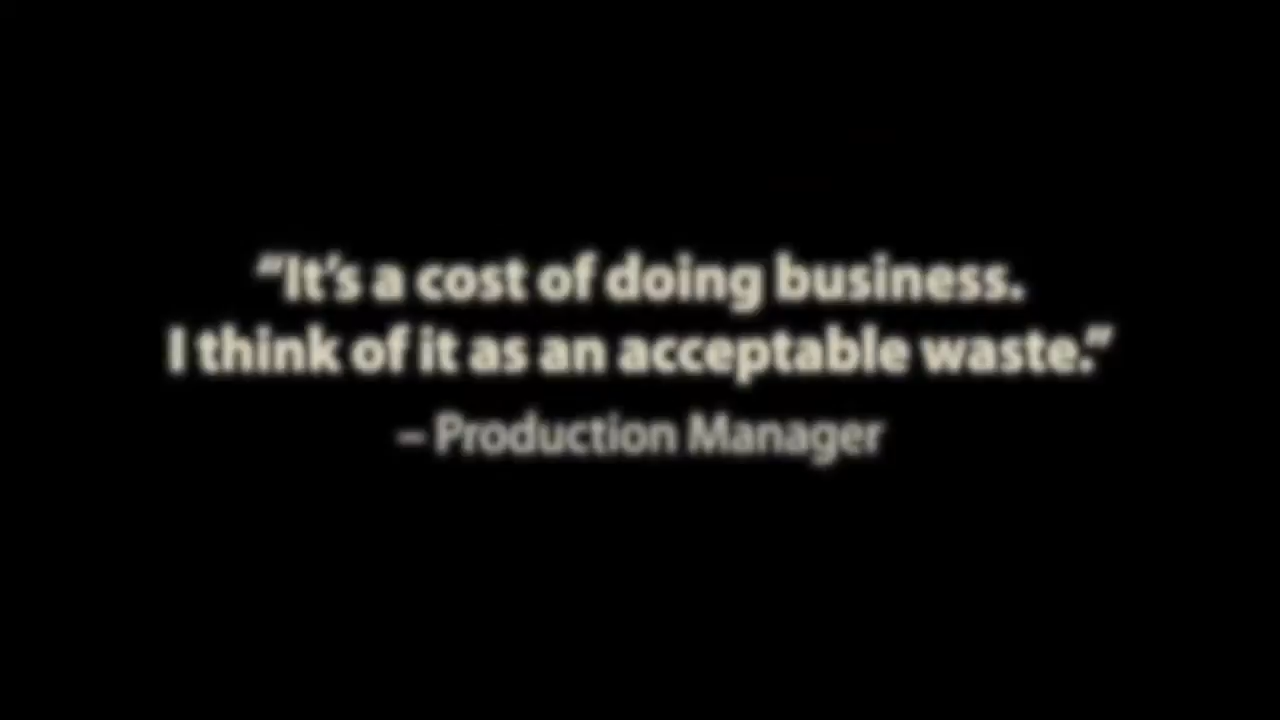 “It’s a cost of doing business.
I think of it as an acceptable waste.”
– Production Manager